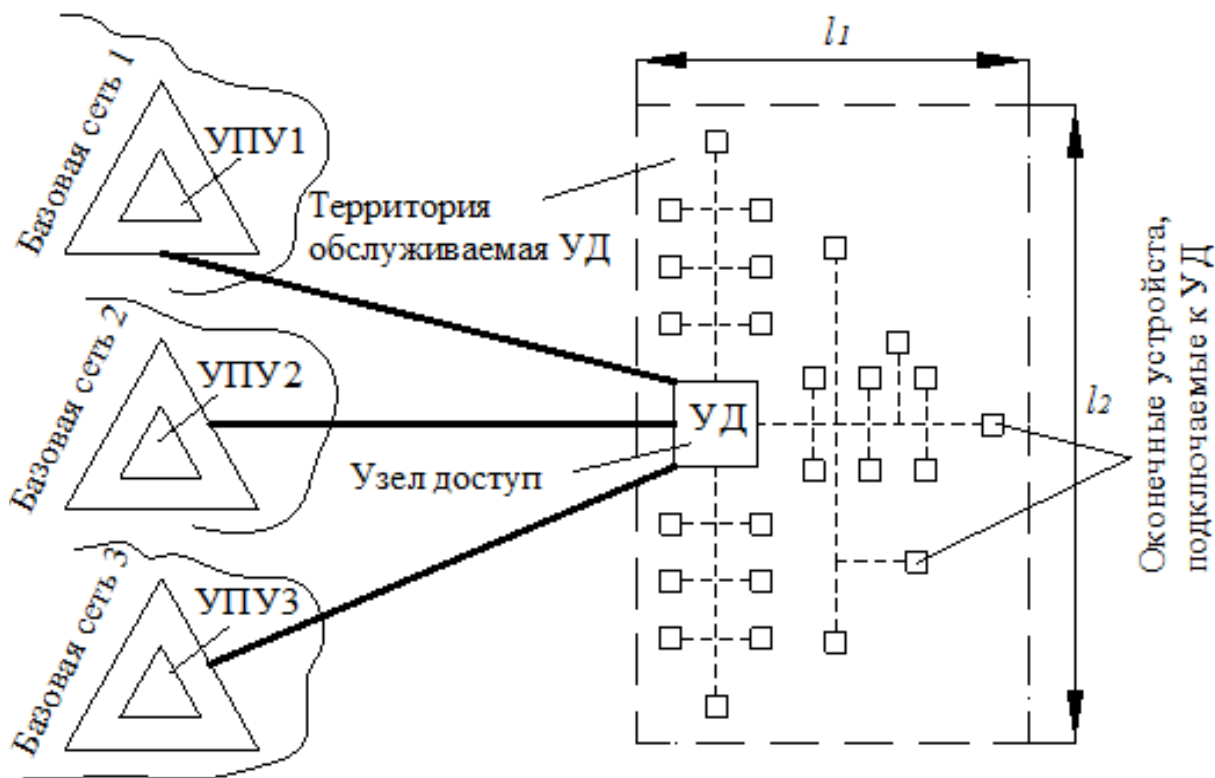 Базовая сеть 1
УПУ1
l1
Территория
обслуживаемая УД
Базовая сеть 2
УПУ2
УД
Узел доступ
l2
Оконечные устройста,
подключаемые к УД
Базовая сеть 3
УПУ3